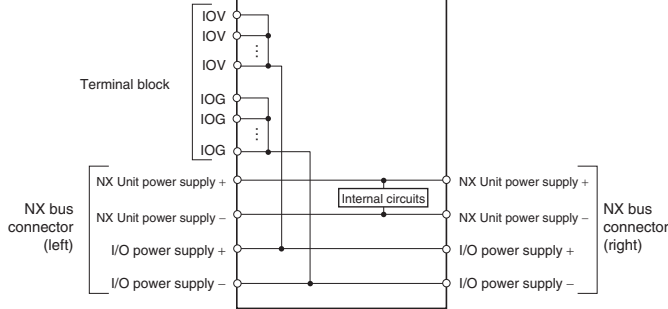 IOV
IOV
⋮
IOV
Terminal block
IOG
IOG
⋮
IOG
NX bus
connector
(left)
NX Unit power supply +
NX Unit power supply −
I/O power supply +
I/O power supply −
Internal circuits
NX Unit power supply +
NX Unit power supply −
I/O power supply +
I/O power supply −
NX bus
connector
(right)